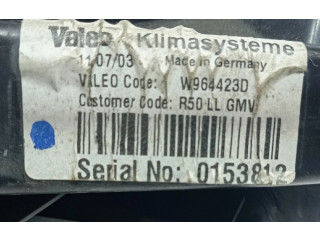 Valeo Klimasysteme
11/07/03 Made in Germany
VALEO Code: W964423D
Customer Code: R50 LL GMV
Serial No: 0153812